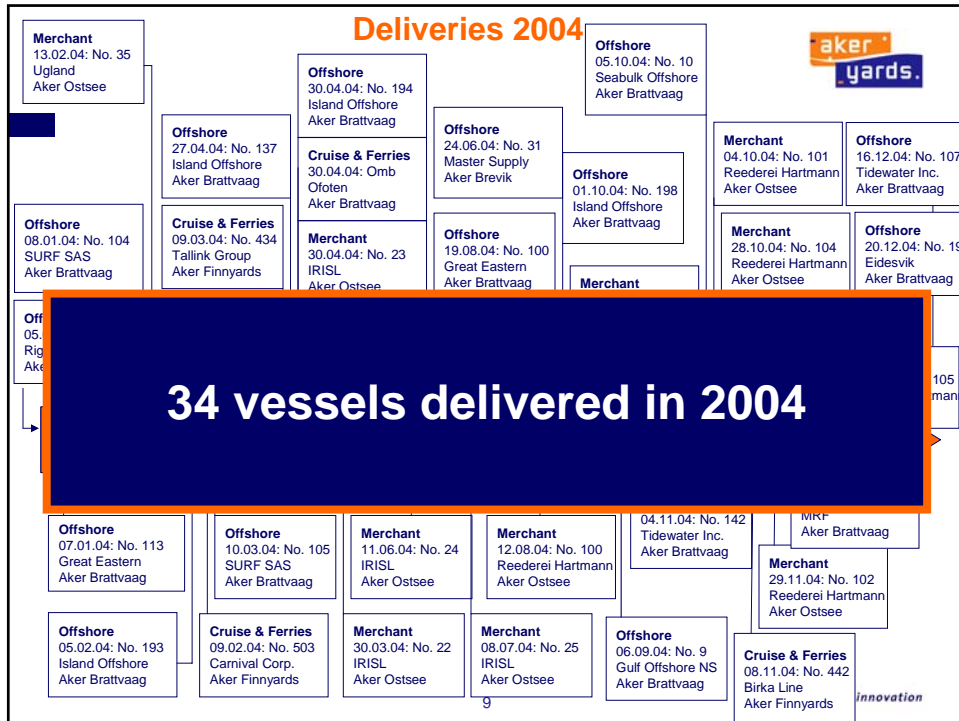 Deliveries 2004
aker
yards.
Merchant
13.02.04: No. 35
Ugland
Aker Ostsee
Offshore
08.01.04: No. 104
SURF SAS
Aker Brattvaag
Offshore
27.04.04: No. 137
Island Offshore
Aker Brattvaag
Cruise & Ferries
09.03.04: No. 434
Tallink Group
Aker Finnyards
Offshore
30.04.04: No. 194
Island Offshore
Aker Brattvaag
Cruise & Ferries
30.04.04: Omb
Ofoten
Aker Brattvaag
Merchant
30.04.04: No. 23
IRISL
Aker Ostsee
Offshore
24.06.04: No. 31
Master Supply
Aker Brevik
Offshore
19.08.04: No. 100
Great Eastern
Aker Brattvaag
Offshore
05.10.04: No. 10
Seabulk Offshore
Aker Brattvaag
Offshore
01.10.04: No. 198
Island Offshore
Aker Brattvaag
Merchant
Merchant
04.10.04: No. 101
Reederei Hartmann
Aker Ostsee
Merchant
28.10.04: No. 104
Reederei Hartmann
Aker Ostsee
Offshore
16.12.04: No. 107
Tidewater Inc.
Aker Brattvaag
Offshore
20.12.04: No. 19
Eidesvik
Aker Brattvaag
34 vessels delivered in 2004
105
Offshore
07.01.04: No. 113
Great Eastern
Aker Brattvaag
Offshore
05.02.04: No. 193
Island Offshore
Aker Brattvaag
Offshore
10.03.04: No. 105
SURF SAS
Aker Brattvaag
Cruise & Ferries
09.02.04: No. 503
Carnival Corp.
Aker Finnyards
Merchant
11.06.04: No. 24
IRISL
Aker Ostsee
Merchant
30.03.04: No. 22
IRISL
Aker Ostsee
Merchant
12.08.04: No. 100
Reederei Hartmann
Aker Ostsee
Merchant
08.07.04: No. 25
IRISL
Aker Ostsee
04.11.04: No. 142
Tidewater Inc.
Aker Brattvaag
Offshore
06.09.04: No. 9
Gulf Offshore NS
Aker Brattvaag
MRF
Aker Brattvaag
Merchant
29.11.04: No. 102
Reederei Hartmann
Aker Ostsee
Cruise & Ferries
08.11.04: No. 442
Birka Line
Aker Finnyards
innovation
9